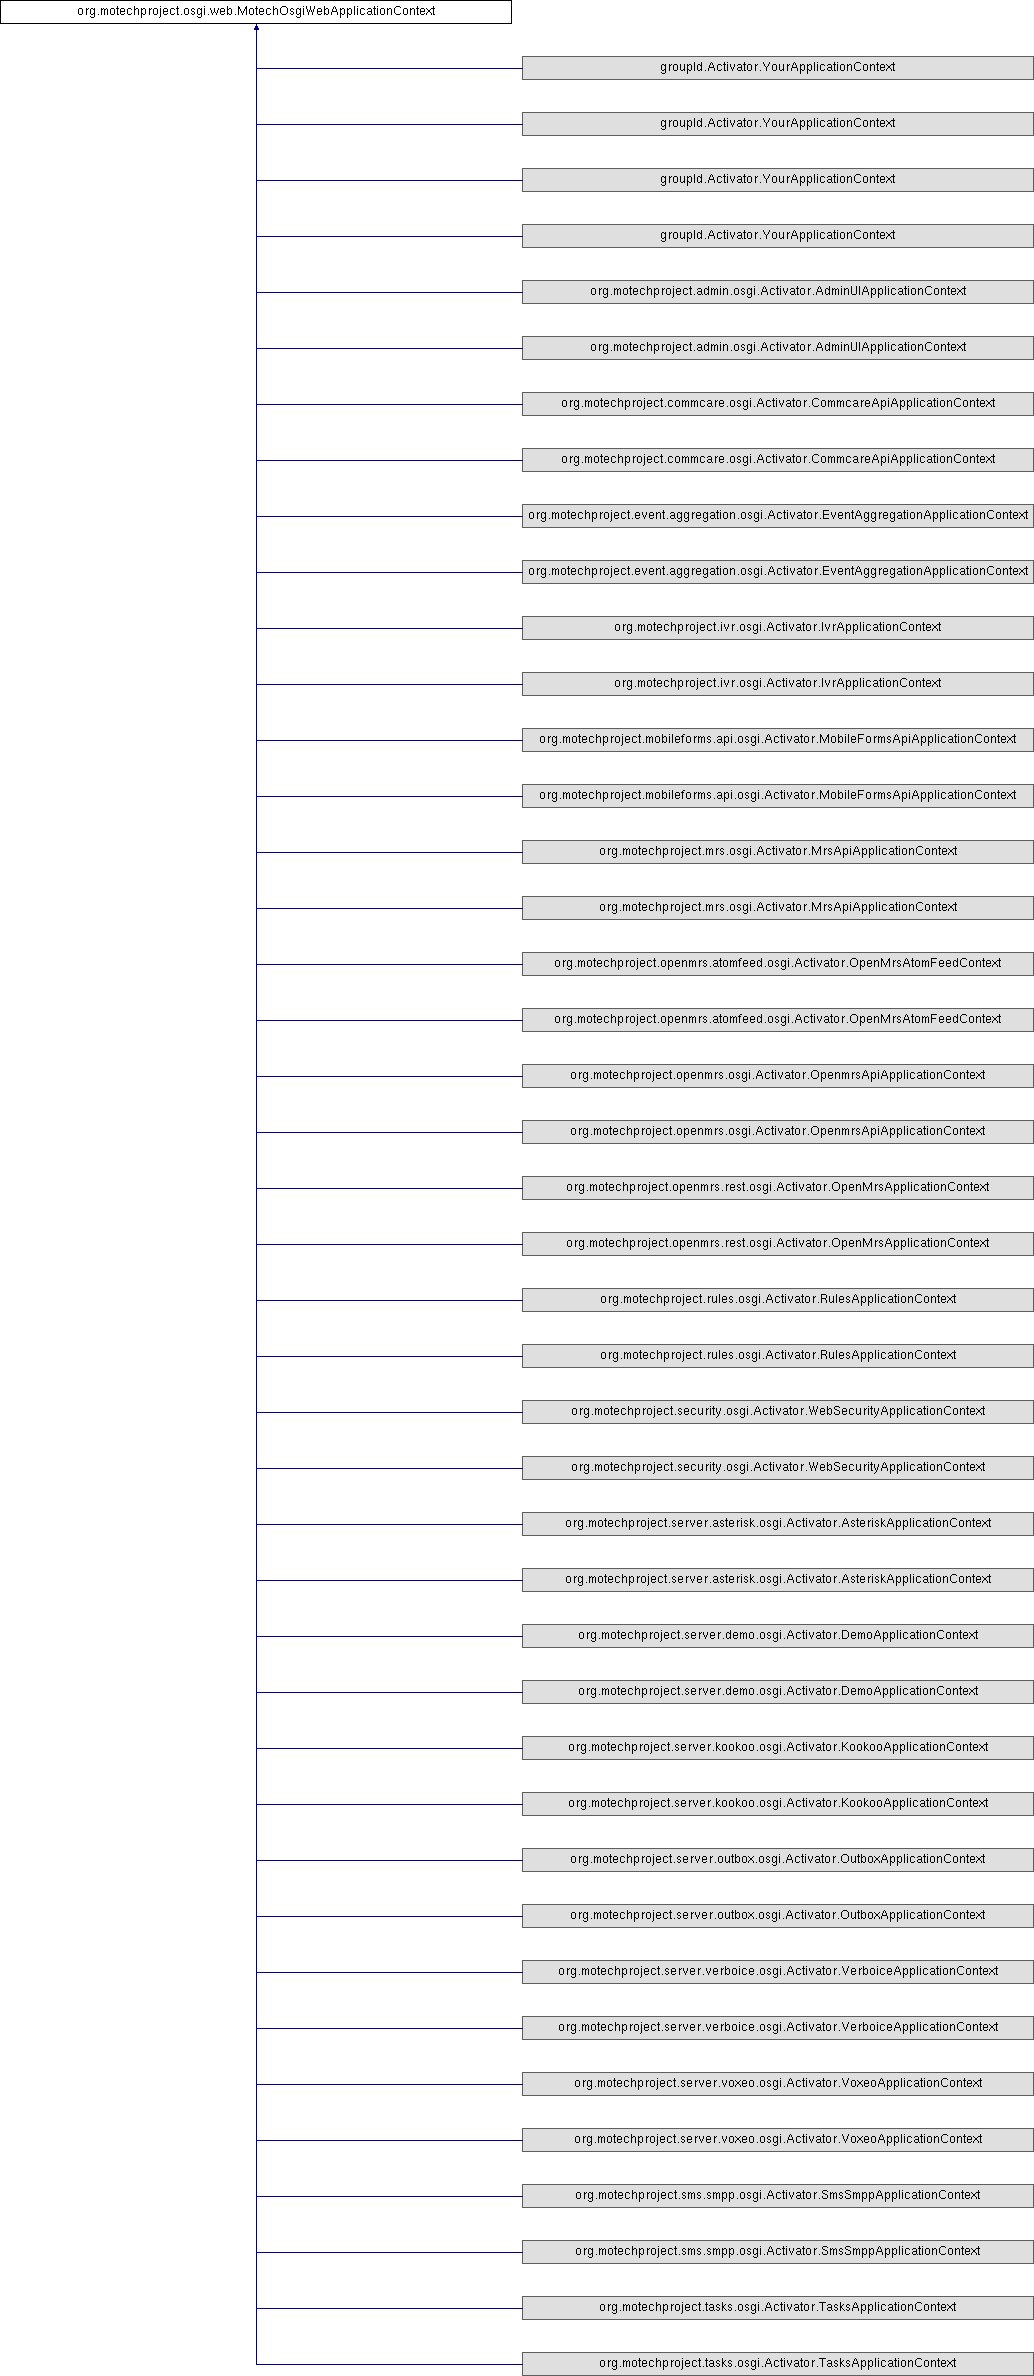 org.motechproject.osgi.web.MotechOsgiWebApplicationContext
groupId.Activator.YourApplicationContext
groupId.Activator.YourApplicationContext
groupId.Activator.YourApplicationContext
groupId.Activator.YourApplicationContext
org.motechproject.admin.osgi.Activator.AdminUIApplicationContext
org.motechproject.admin.osgi.Activator.AdminUIApplicationContext
org.motechproject.commcare.osgi.Activator.CommcareApiApplicationContext
org.motechproject.commcare.osgi.Activator.CommcareApiApplicationContext
org.motechproject.event.aggregation.osgi.Activator.EventAggregationApplicationContext
org.motechproject.event.aggregation.osgi.Activator.EventAggregationApplicationContext
org.motechproject.ivr.osgi.Activator.IvrApplicationContext
org.motechproject.ivr.osgi.Activator.IvrApplicationContext
org.motechproject.mobileforms.api.osgi.Activator.MobileFormsApiApplicationContext
org.motechproject.mobileforms.api.osgi.Activator.MobileFormsApiApplicationContext
org.motechproject.mrs.osgi.Activator.MrsApiApplicationContext
org.motechproject.mrs.osgi.Activator.MrsApiApplicationContext
org.motechproject.openmrs.atomfeed.osgi.Activator.OpenMrsAtomFeedContext
org.motechproject.openmrs.atomfeed.osgi.Activator.OpenMrsAtomFeedContext
org.motechproject.openmrs.osgi.Activator.OpenmrsApiApplicationContext
org.motechproject.openmrs.osgi.Activator.OpenmrsApiApplicationContext
org.motechproject.openmrs.rest.osgi.Activator.OpenMrsApplicationContext
org.motechproject.openmrs.rest.osgi.Activator.OpenMrsApplicationContext
org.motechproject.rules.osgi.Activator.RulesApplicationContext
org.motechproject.rules.osgi.Activator.RulesApplicationContext
org.motechproject.security.osgi.Activator.WebSecurityApplicationContext
org.motechproject.security.osgi.Activator.WebSecurityApplicationContext
org.motechproject.server.asterisk.osgi.Activator.AsteriskApplicationContext
org.motechproject.server.asterisk.osgi.Activator.AsteriskApplicationContext
org.motechproject.server.demo.osgi.Activator.DemoApplicationContext
org.motechproject.server.demo.osgi.Activator.DemoApplicationContext
org.motechproject.server.kookoo.osgi.Activator.KookooApplicationContext
org.motechproject.server.kookoo.osgi.Activator.KookooApplicationContext
org.motechproject.server.outbox.osgi.Activator.OutboxApplicationContext
org.motechproject.server.outbox.osgi.Activator.OutboxApplicationContext
org.motechproject.server.verboice.osgi.Activator.VerboiceApplicationContext
org.motechproject.server.verboice.osgi.Activator.VerboiceApplicationContext
org.motechproject.server.voxeo.osgi.Activator.VoxeoApplicationContext
org.motechproject.server.voxeo.osgi.Activator.VoxeoApplicationContext
org.motechproject.sms.smpp.osgi.Activator.SmsSmppApplicationContext
org.motechproject.sms.smpp.osgi.Activator.SmsSmppApplicationContext
org.motechproject.tasks.osgi.Activator.TasksApplicationContext
org.motechproject.tasks.osgi.Activator.TasksApplicationContext